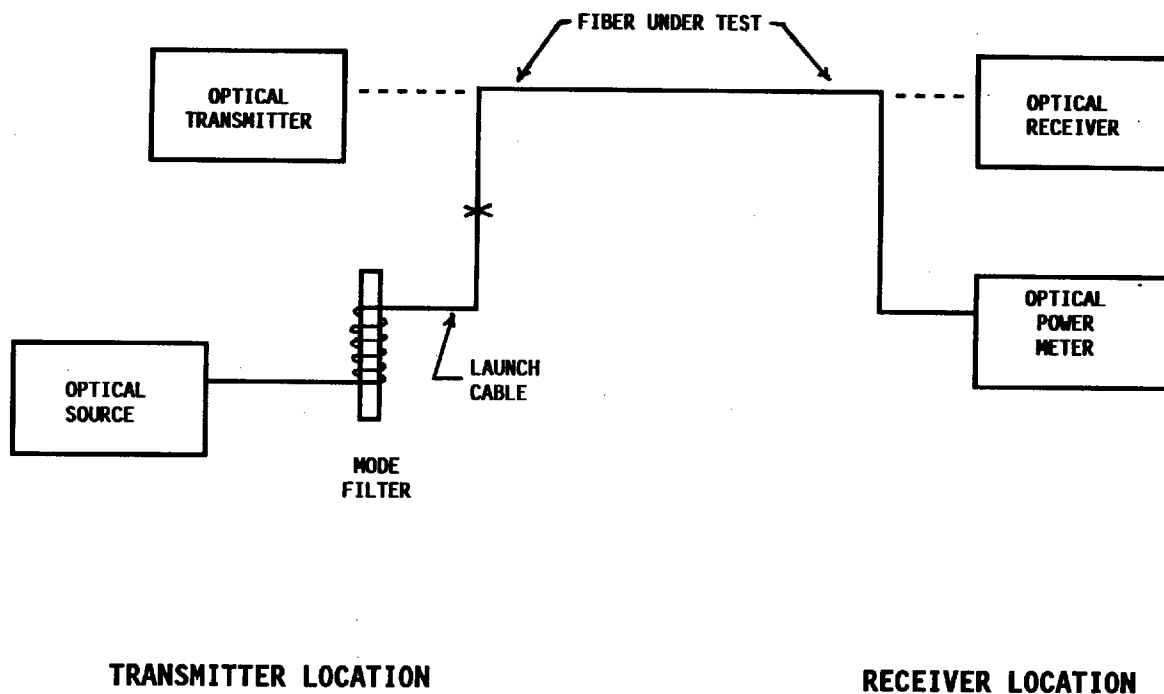 FIBER UNDER TEST
OPTICAL
TRANSMITTER
OPTICAL
RECEIVER
OPTICAL
POWER
METER
LAUNCH
CABLE
OPTICAL
SOURCE
MODE
FILTER
TRANSMITTER LOCATION
RECEIVER LOCATION